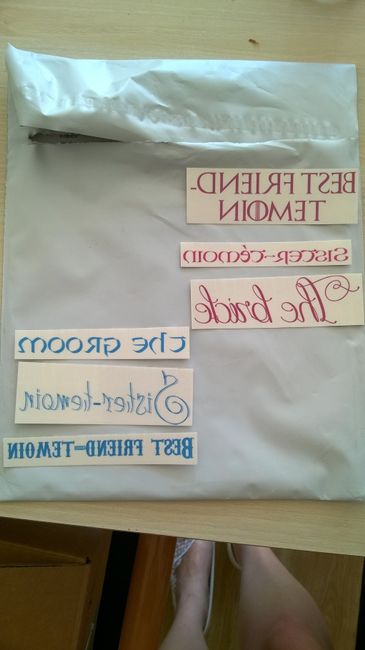 BEST FRIEND-
TEMOIN
Sister-témoin
The bride
the groom
Sister-temoin
BEST FRIEND-TEMOIN